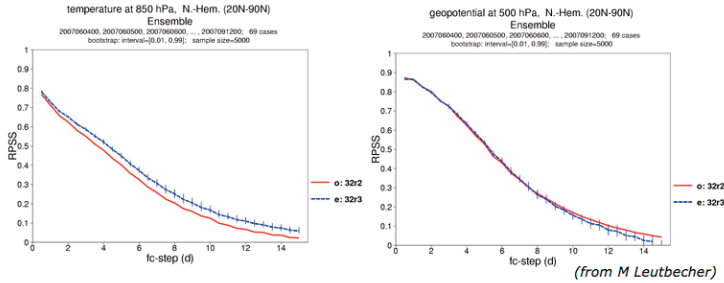 temperature at 850 hPa, N.-Hem. (20N-90N)
Ensemble
2007060400, 2007060500, 2007060600, ... , 2007091200; 69 cases
bootstrap: interval=[0.01, 0.99]; sample size=5000
1
0.9
0.8
0.7
0.6
0.5
0.4
0.3
0.2
0.1
0
RPSS
0 2 4 6 8 10 12 14
fc-step (d)
o: 32r2
e: 32r3
geopotential at 500 hPa, N.-Hem. (20N-90N)
Ensemble
2007060400, 2007060500, 2007060600, ... , 2007091200; 69 cases
bootstrap: interval=[0.01, 0.99]; sample size=5000
1
0.9
0.8
0.7
0.6
0.5
0.4
0.3
0.2
0.1
0
RPSS
0 2 4 6 8 10 12 14
fc-step (d)
o: 32r2
e: 32r3
(from M Leutbecher)